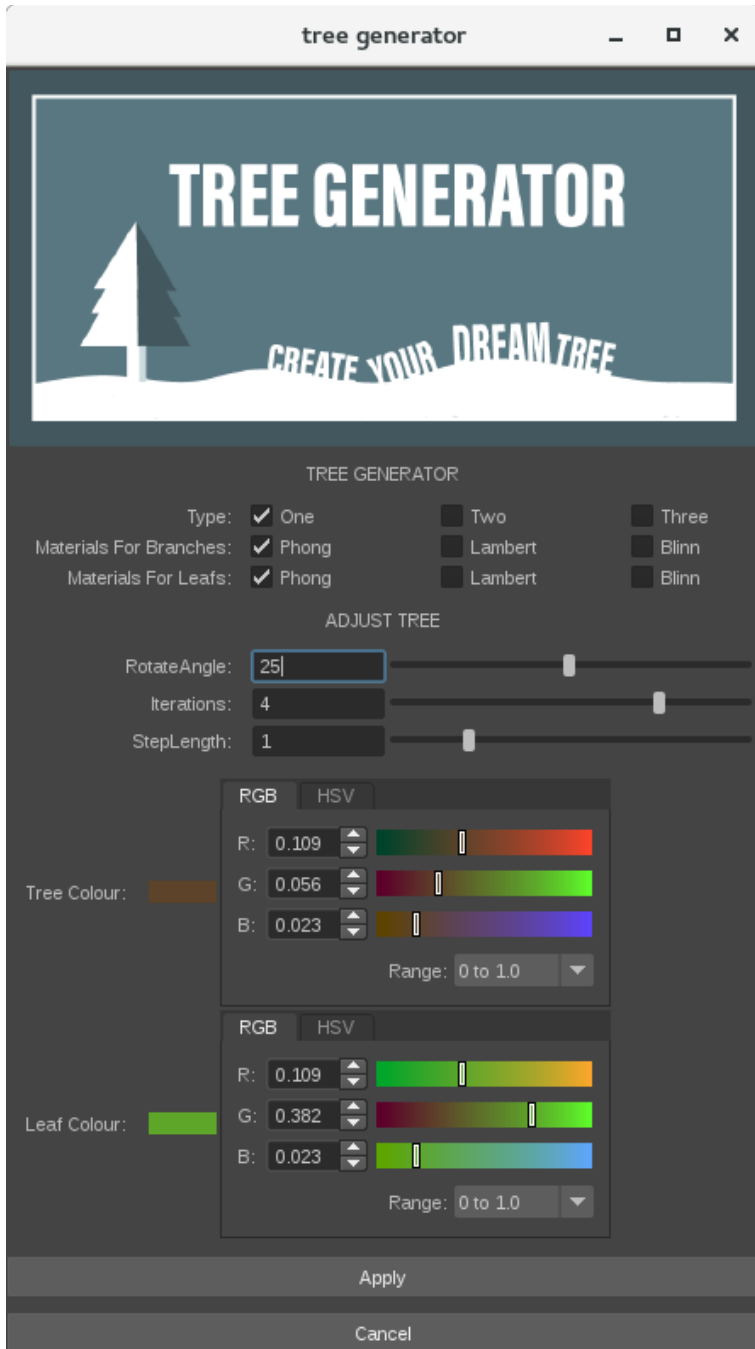 tree generator
TREE GENERATOR
CREATE YOUR DREAM TREE
TREE GENERATOR
Type: One Two Three
Materials For Branches: Phong Lambert Blinn
Materials For Leafs: Phong Lambert Blinn
ADJUST TREE
RotateAngle: 25
Iterations: 4
StepLength: 1
RGB HSV
R: 0.109
Tree Colour: G: 0.056
B: 0.023
Range: 0 to 1.0
RGB HSV
R: 0.109
Leaf Colour: G: 0.382
B: 0.023
Range: 0 to 1.0
Apply
Cancel